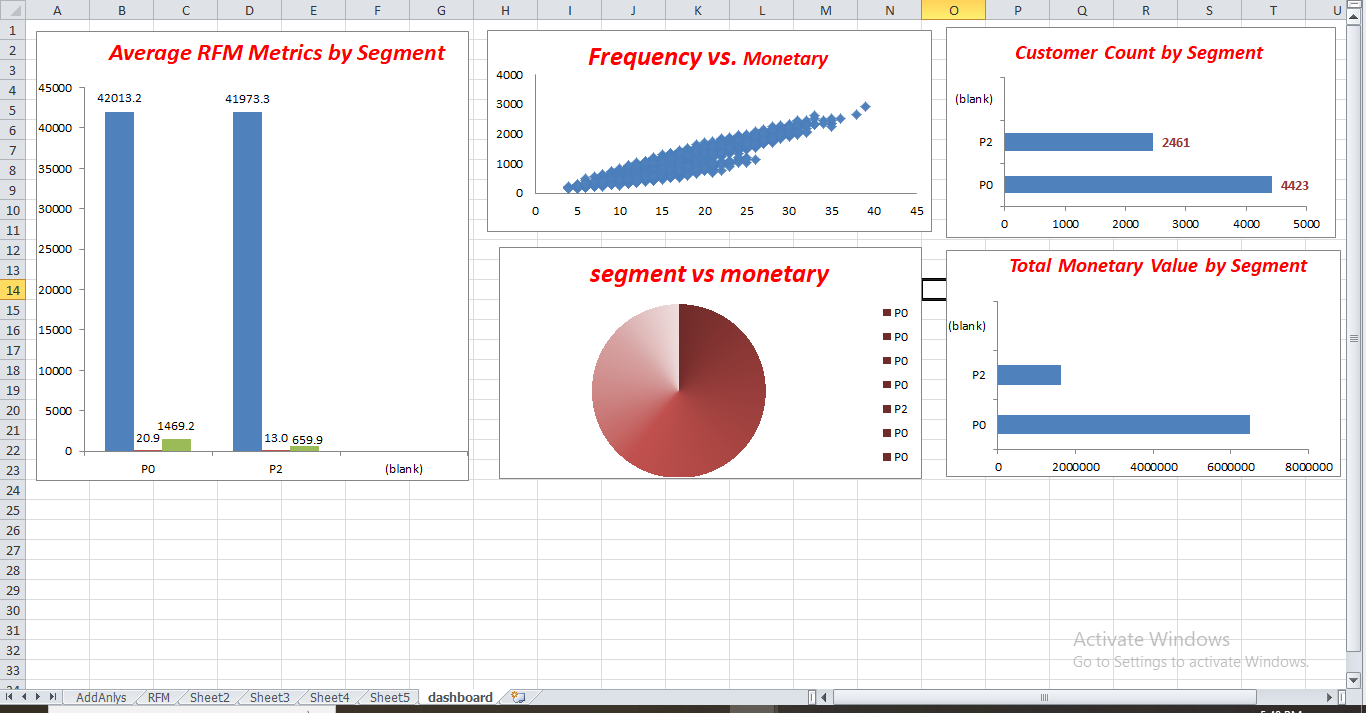 A B C D E F G H I J K L M N O P Q R S T U
1
2
3
4
5
6
7
8
9
10
11
12
13
14
15
16
17
18
19
20
21
22
23
24
25
26
27
28
29
30
31
32
33
Average RFM Metrics by Segment
45000
40000
35000
30000
25000
20000
15000
10000
5000
0
42013.2
20.9
1469.2
41973.3
13.0
659.9
P0 P2 (blank)
Frequency vs. Monetary
4000
3000
2000
1000
0
0 5 10 15 20 25 30 35 40 45
Customer Count by Segment
(blank)
P2 2461
P0 4423
0 1000 2000 3000 4000 5000
segment vs monetary
P0
P0
P0
P0
P2
P0
P0
Total Monetary Value by Segment
(blank)
P2
P0
0 2000000 4000000 6000000 8000000
Activate Windows
Go to Settings to activate Windows.
AddAnlys RFM Sheet2 Sheet3 Sheet4 Sheet5 dashboard